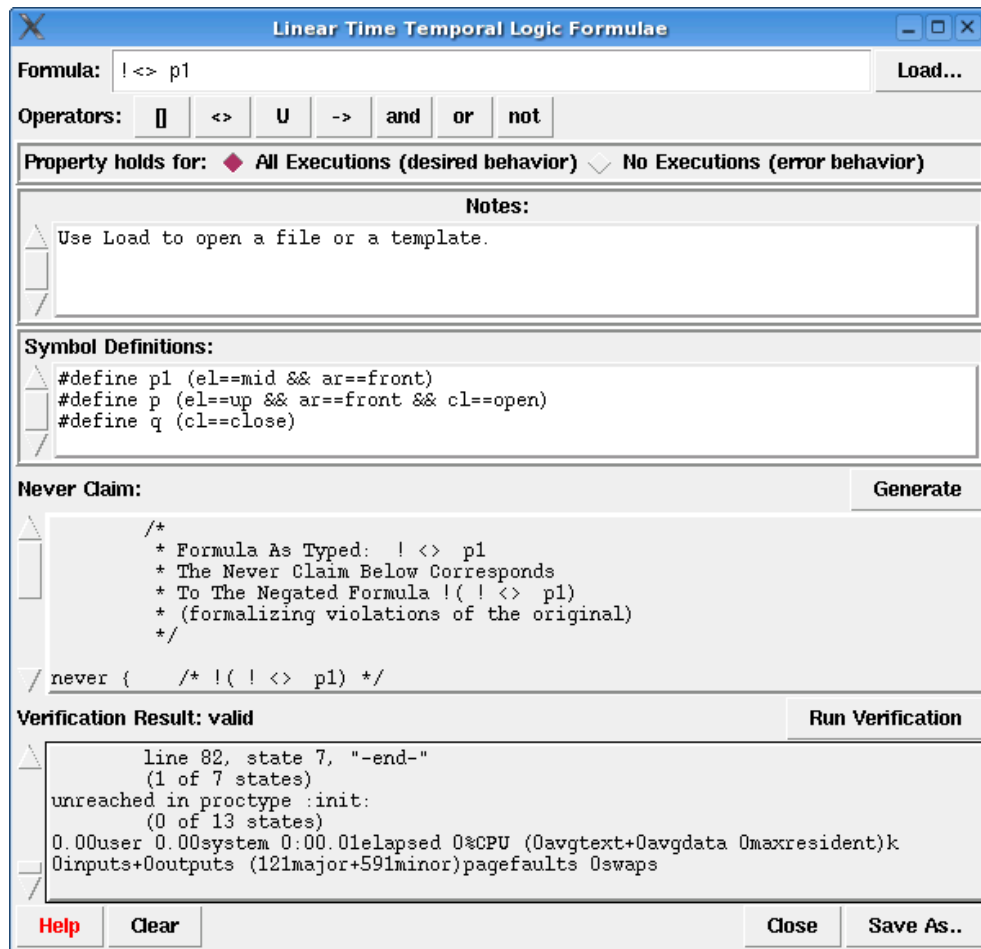 Linear Time Temporal Logic Formulae
Formula: ! <> p1 Load...
Operators: [] <> U -> and or not
Property holds for: All Executions (desired behavior) No Executions (error behavior)
Notes:
Use Load to open a file or a template.
Symbol Definitions:
#define p1 (el==mid && ar==front)
#define p (el==up && ar==front && cl==open)
#define q (cl==close)
Never Claim: Generate
/*
* Formula As Typed: ! <> p1
* The Never Claim Below Corresponds
* To The Negated Formula !( ! <> p1)
* (formalizing violations of the original)
*/
never { /* !( ! <> p1) */
Verification Result: valid Run Verification
line 82, state 7, "-end-"
(1 of 7 states)
unreached in proctype :init:
(0 of 13 states)
0.00user 0.00system 0:00.01elapsed 0%CPU (0avgtext+0avgdata 0maxresident)k
0inputs+0outputs (121major+591minor)pagefaults 0swaps
Help Clear Close Save As..